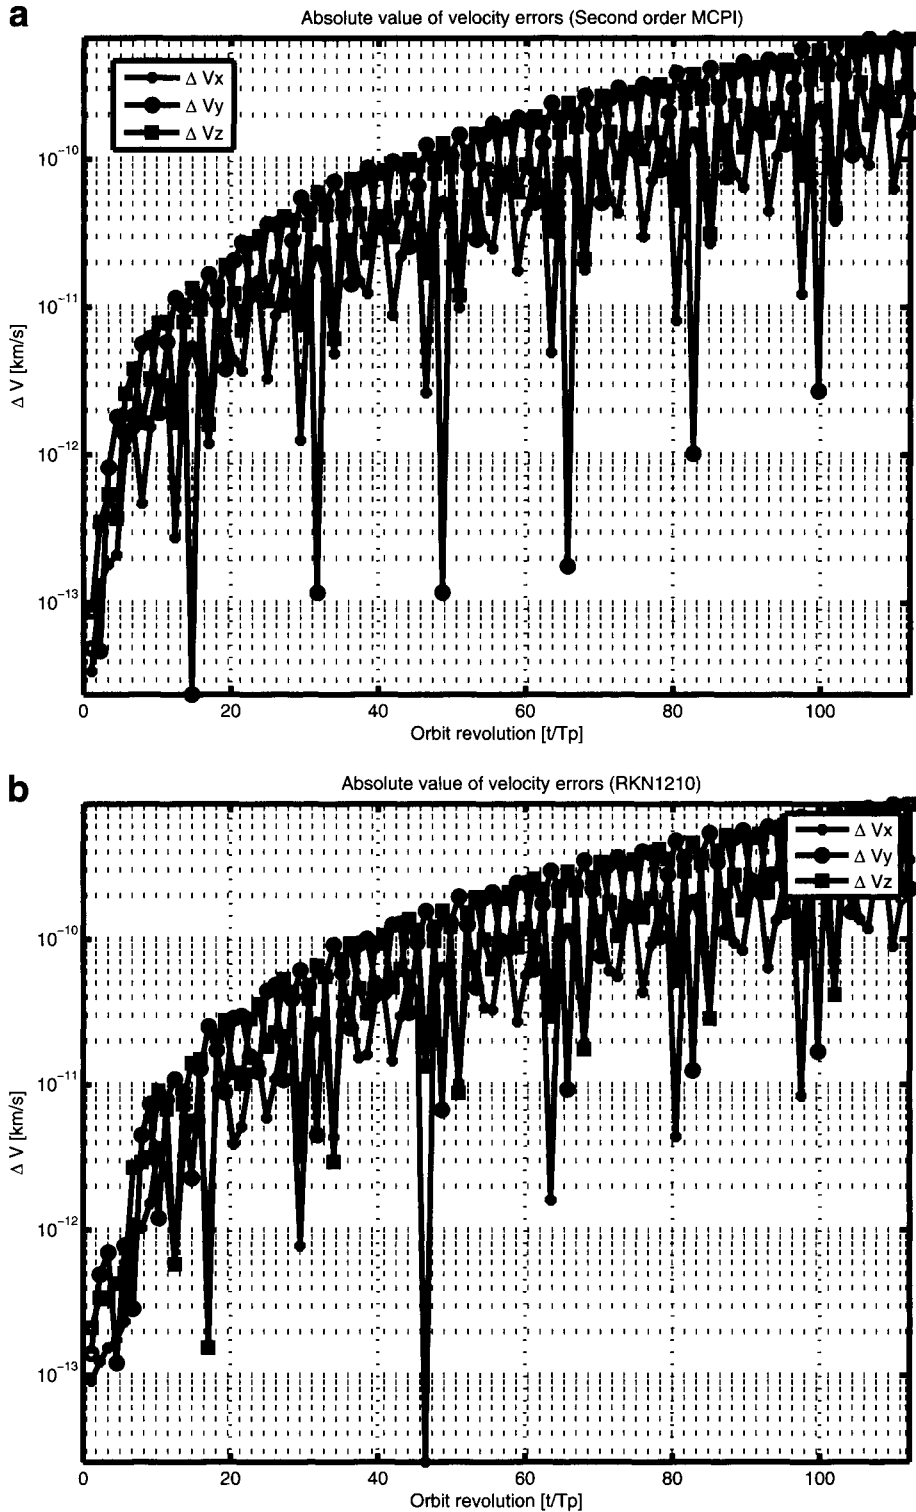 a
Absolute value of velocity errors (Second order MCPI)
Δ Vx
Δ Vy
Δ Vz
10⁻¹⁰
10⁻¹¹
10⁻¹²
10⁻¹³
Δ V [km/s]
0 20 40 60 80 100
Orbit revolution [t/Tp]
b
Absolute value of velocity errors (RKN1210)
Δ Vx
Δ Vy
Δ Vz
10⁻¹⁰
10⁻¹¹
10⁻¹²
10⁻¹³
Δ V [km/s]
0 20 40 60 80 100
Orbit revolution [t/Tp]